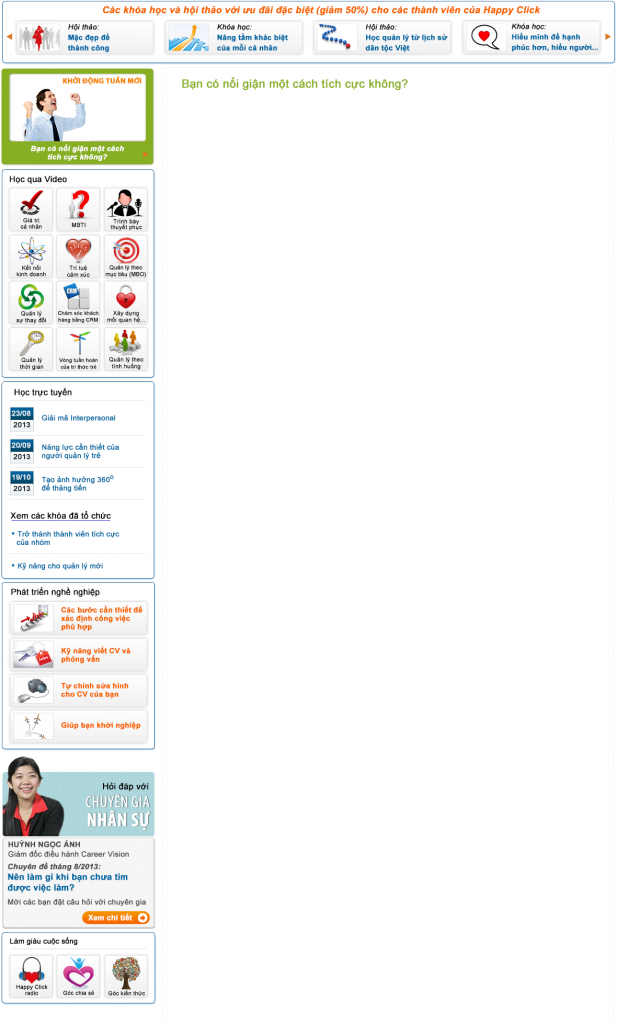 Các khóa học và hội thảo với ưu đãi đặc biệt (giảm 50%) cho các thành viên của Happy Click
Hội thảo:
Mặc đẹp để
thành công
Khóa học:
Nâng tầm khác biệt
của mỗi cá nhân
Hội thảo:
Học quản lý từ lịch sử
dân tộc Việt
Khóa học:
Hiểu mình để hạnh
phúc hơn, hiểu người...
KHỞI ĐỘNG TUẦN MỚI
Bạn có nổi giận một cách
tích cực không?
Bạn có nổi giận một cách tích cực không?
Học qua Video
Giá trị
cá nhân
MBTI
Trình bày
thuyết phục
Kết nối
kinh doanh
Trí tuệ
cảm xúc
Quản lý theo
mục tiêu (MBO)
Quản lý
sự thay đổi
CRM
Chăm sóc khách
hàng bằng CRM
Xây dựng
mối quan hệ...
Quản lý
thời gian
Vòng tuần hoàn
của tri thức trẻ
Quản lý theo
tình huống
Học trực tuyến
23/08
2013
Giải mã Interpersonal
20/09
2013
Năng lực cần thiết của
người quản lý trẻ
19/10
2013
Tạo ảnh hưởng 360O
để thăng tiến
Xem các khóa đã tổ chức
• Trở thành thành viên tích cực
của nhóm
• Kỹ năng cho quản lý mới
Phát triển nghề nghiệp
Các bước cần thiết để
xác định công việc
phù hợp
Kỹ năng viết CV và
phỏng vấn
Tự chỉnh sửa hình
cho CV của bạn
Giúp bạn khởi nghiệp
Hỏi đáp với
CHUYÊN GIA
NHÂN SỰ
HUỲNH NGỌC ÁNH
Giám đốc điều hành Career Vision
Chuyên đề tháng 8/2013:
Nên làm gì khi bạn chưa tìm
được việc làm?
Mời các bạn đặt câu hỏi với chuyên gia
Xem chi tiết
Làm giàu cuộc sống
Happy Click
radio
Góc chia sẻ
Góc kiến thức